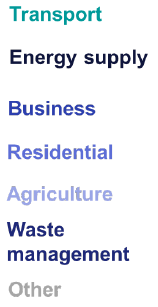 Transport
Energy supply
Business
Residential
Agriculture
Waste
management
Other